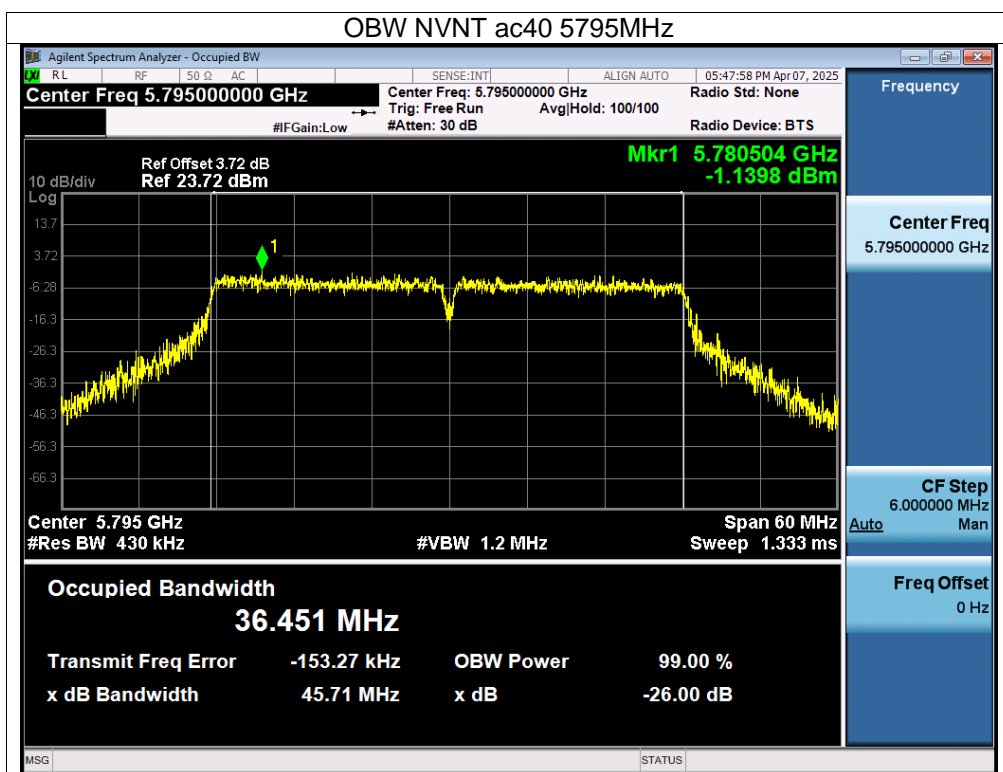 OBW NVNT ac40 5795MHz
Agilent Spectrum Analyzer - Occupied BW
LXI RL RF 50 Ω AC SENSE:INT ALIGN AUTO 05:47:58 PM Apr 07, 2025
Center Freq 5.795000000 GHz
Center Freq: 5.795000000 GHz Radio Std: None
Trig: Free Run Avg|Hold: 100/100
#IFGain:Low #Atten: 30 dB Radio Device: BTS
Frequency
Mkr1 5.780504 GHz
-1.1398 dBm
Ref Offset 3.72 dB
10 dB/div Ref 23.72 dBm
Log
13.7
3.72
-6.28
-16.3
-26.3
-36.3
-46.3
-56.3
-66.3
1
Center 5.795 GHz Span 60 MHz
#Res BW 430 kHz #VBW 1.2 MHz Sweep 1.333 ms
Center Freq
5.795000000 GHz
CF Step
6.000000 MHz
Auto Man
Freq Offset
0 Hz
Occupied Bandwidth
36.451 MHz
Transmit Freq Error -153.27 kHz OBW Power 99.00 %
x dB Bandwidth 45.71 MHz x dB -26.00 dB
MSG STATUS